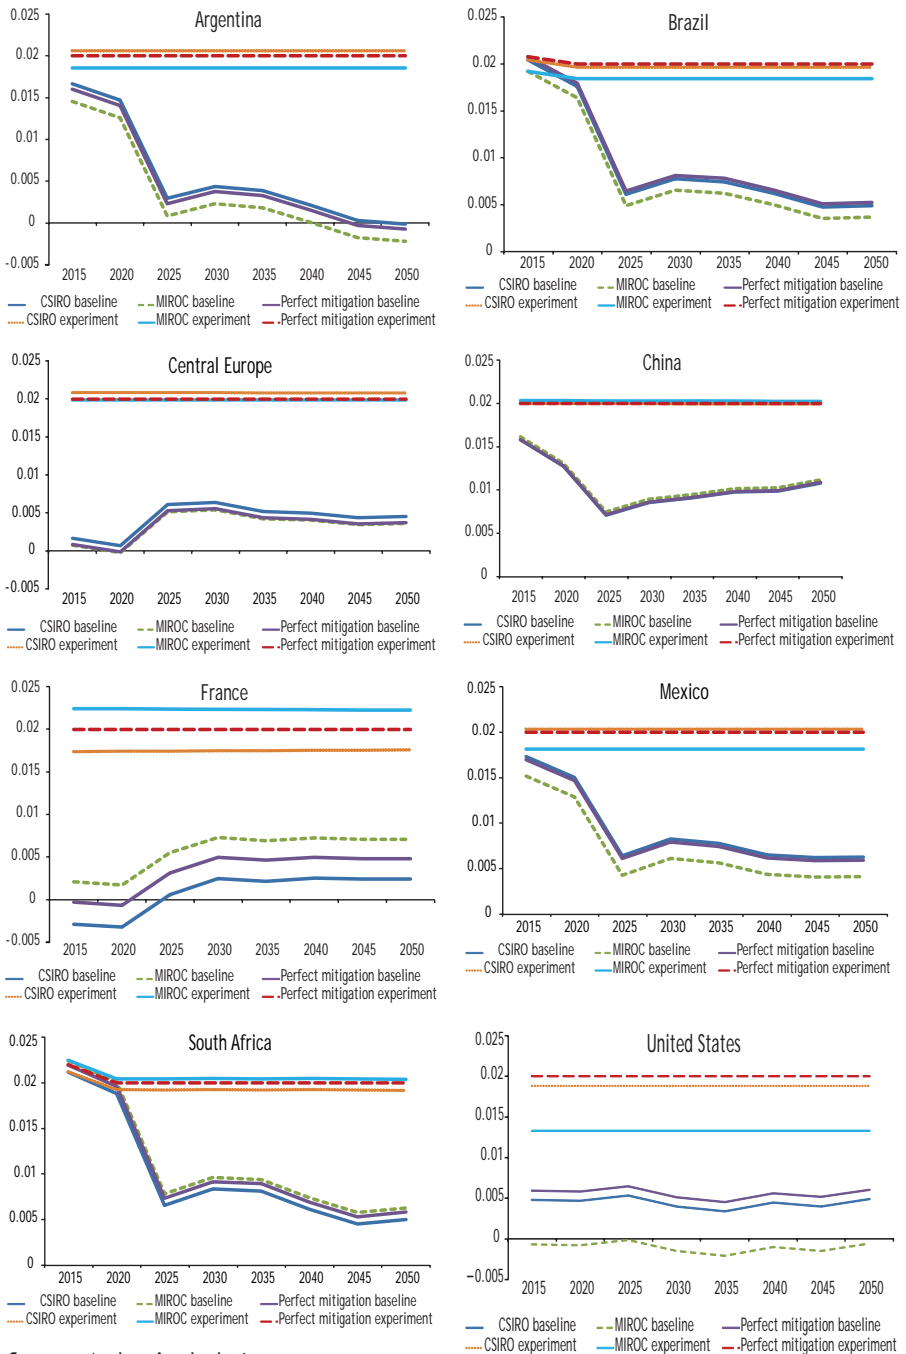 Argentina
0.025
0.02
0.015
0.01
0.005
0
-0.005
2015 2020 2025 2030 2035 2040 2045 2050
CSIRO baseline MIROC baseline Perfect mitigation baseline
CSIRO experiment MIROC experiment Perfect mitigation experiment
Brazil
0.025
0.02
0.015
0.01
0.005
0
2015 2020 2025 2030 2035 2040 2045 2050
CSIRO baseline MIROC baseline Perfect mitigation baseline
CSIRO experiment MIROC experiment Perfect mitigation experiment
Central Europe
0.025
0.02
0.015
0.01
0.005
0
-0.005
2015 2020 2025 2030 2035 2040 2045 2050
CSIRO baseline MIROC baseline Perfect mitigation baseline
CSIRO experiment MIROC experiment Perfect mitigation experiment
China
0.025
0.02
0.015
0.01
0.005
0
2015 2020 2025 2030 2035 2040 2045 2050
CSIRO baseline MIROC baseline Perfect mitigation baseline
CSIRO experiment MIROC experiment Perfect mitigation experiment
France
0.025
0.02
0.015
0.01
0.005
0
-0.005
2015 2020 2025 2030 2035 2040 2045 2050
CSIRO baseline MIROC baseline Perfect mitigation baseline
CSIRO experiment MIROC experiment Perfect mitigation experiment
Mexico
0.025
0.02
0.015
0.01
0.005
0
2015 2020 2025 2030 2035 2040 2045 2050
CSIRO baseline MIROC baseline Perfect mitigation baseline
CSIRO experiment MIROC experiment Perfect mitigation experiment
South Africa
0.025
0.02
0.015
0.01
0.005
0
2015 2020 2025 2030 2035 2040 2045 2050
CSIRO baseline MIROC baseline Perfect mitigation baseline
CSIRO experiment MIROC experiment Perfect mitigation experiment
United States
0.025
0.02
0.015
0.01
0.005
0
−0.005
2015 2020 2025 2030 2035 2040 2045 2050
CSIRO baseline MIROC baseline Perfect mitigation baseline
CSIRO experiment MIROC experiment Perfect mitigation experiment